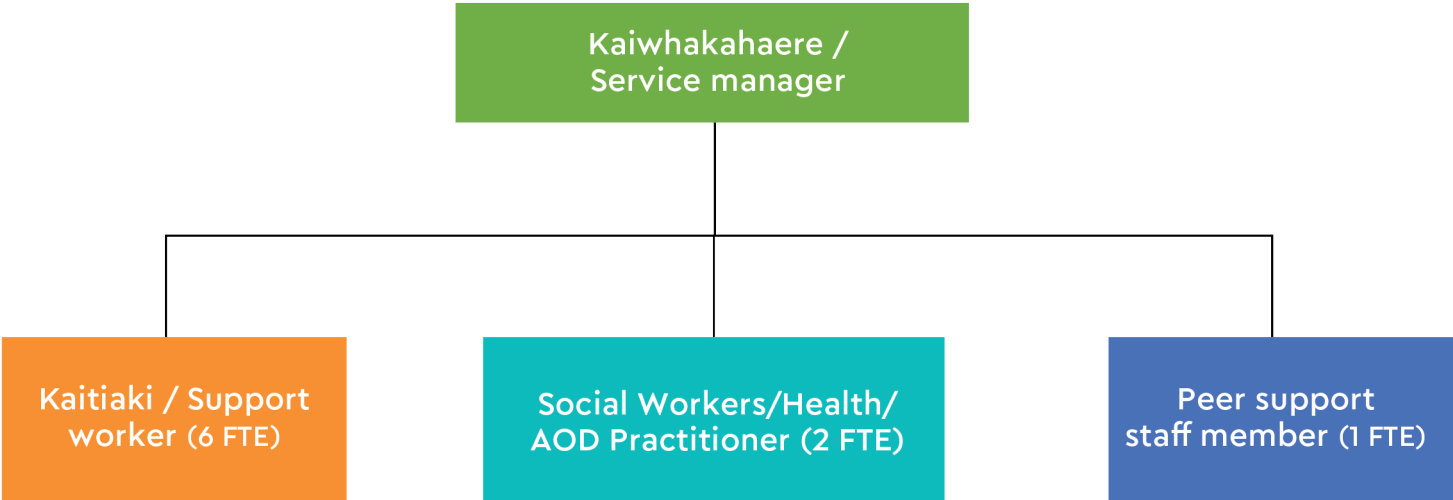 Kaiwhakahaere /
Service manager
Kaitiaki / Support
worker (6 FTE)
Social Workers/Health/
AOD Practitioner (2 FTE)
Peer support
staff member (1 FTE)